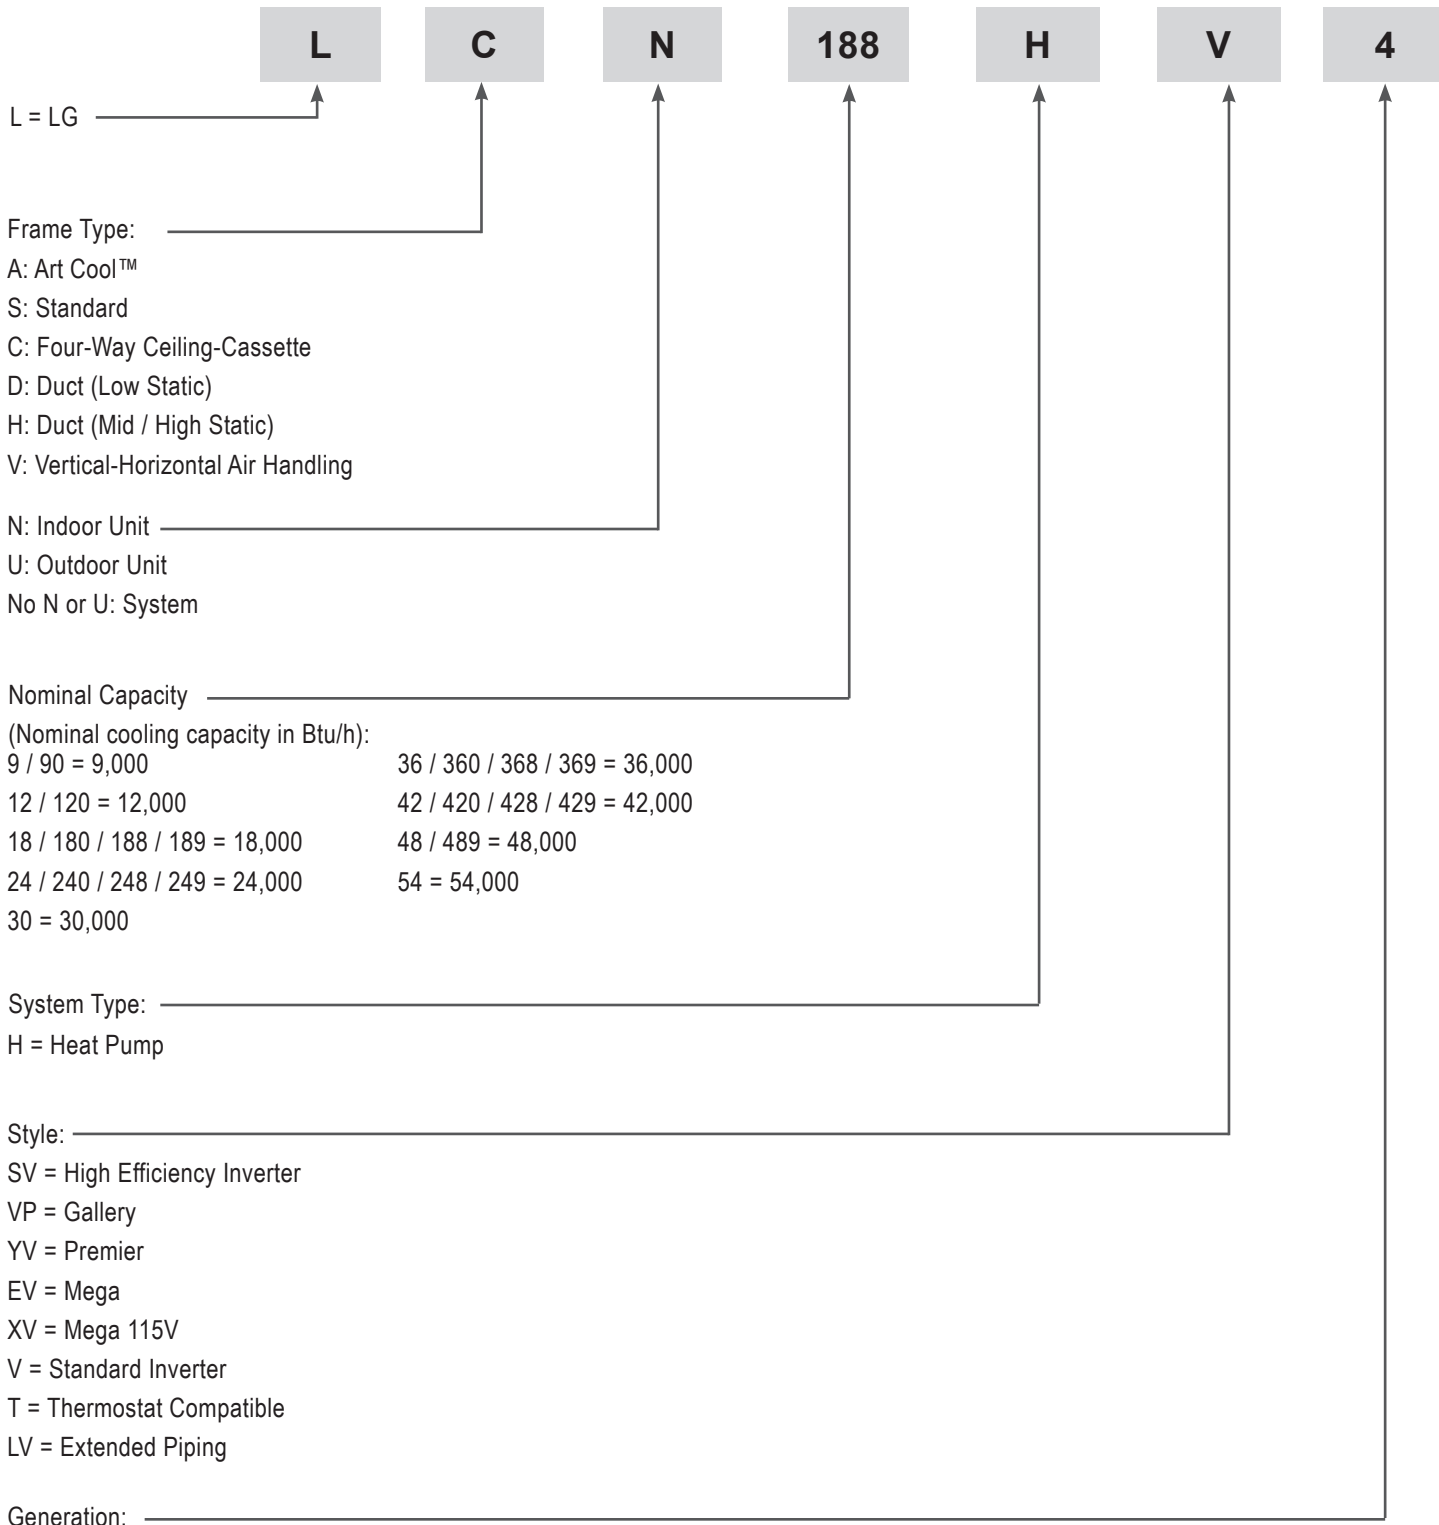 L C N 188 H V 4
L = LG
Frame Type:
A: Art Cool™
S: Standard
C: Four-Way Ceiling-Cassette
D: Duct (Low Static)
H: Duct (Mid / High Static)
V: Vertical-Horizontal Air Handling
N: Indoor Unit
U: Outdoor Unit
No N or U: System
Nominal Capacity
(Nominal cooling capacity in Btu/h):
9 / 90 = 9,000
12 / 120 = 12,000
18 / 180 / 188 / 189 = 18,000
24 / 240 / 248 / 249 = 24,000
30 = 30,000
36 / 360 / 368 / 369 = 36,000
42 / 420 / 428 / 429 = 42,000
48 / 489 = 48,000
54 = 54,000
System Type:
H = Heat Pump
Style:
SV = High Efficiency Inverter
VP = Gallery
YV = Premier
EV = Mega
XV = Mega 115V
V = Standard Inverter
T = Thermostat Compatible
LV = Extended Piping
Generation: